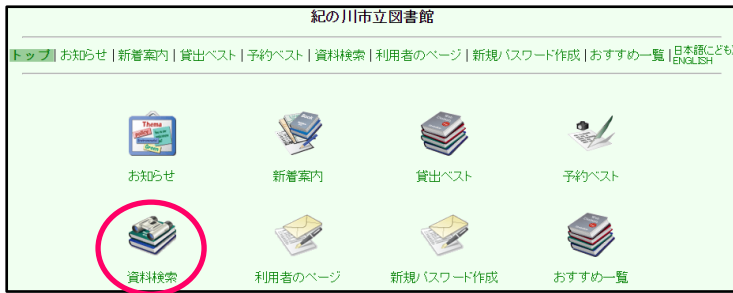 紀の川市立図書館
トップ | お知らせ | 新着案内 | 貸出ベスト | 予約ベスト | 資料検索 | 利用者のページ | 新規パスワード作成 | おすすめ一覧 | 日本語(こども)
ENGLISH
Thema
お知らせ 新着案内 貸出ベスト 予約ベスト
資料検索 利用者のページ 新規パスワード作成 おすすめ一覧